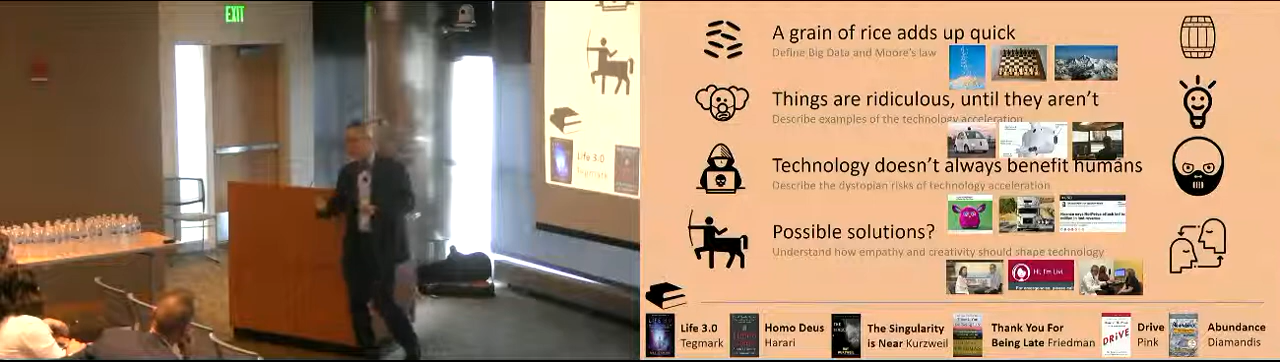 EXIT
Life 3.0
Tegmark
A grain of rice adds up quick
Define Big Data and Moore's law
Things are ridiculous, until they aren't
Describe examples of the technology acceleration
Technology doesn't always benefit humans
Describe the dystopian risks of technology acceleration
Possible solutions?
Understand how empathy and creativity should shape technology
Hi, I'm Livi.
Life 3.0
Tegmark
Homo Deus
Harari
The Singularity
is Near Kurzweil
Thank You For
Being Late Friedman
DRiVE
Drive
Pink
Abundance
Diamandis